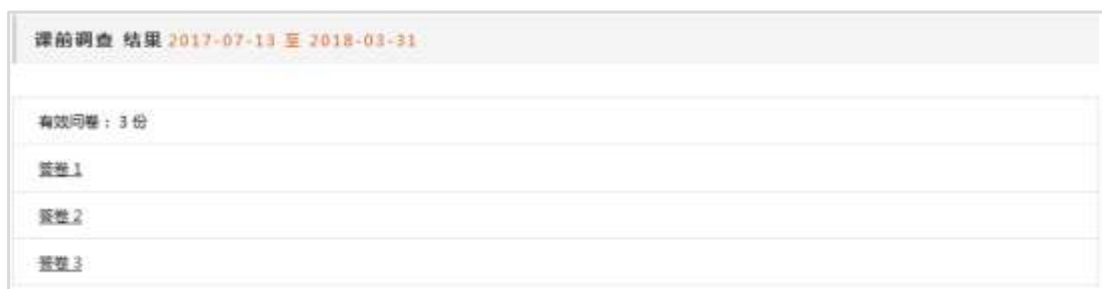 课前调查 结果 2017-07-13 至 2018-03-31
有效问卷：3 份
答卷 1
答卷 2
答卷 3